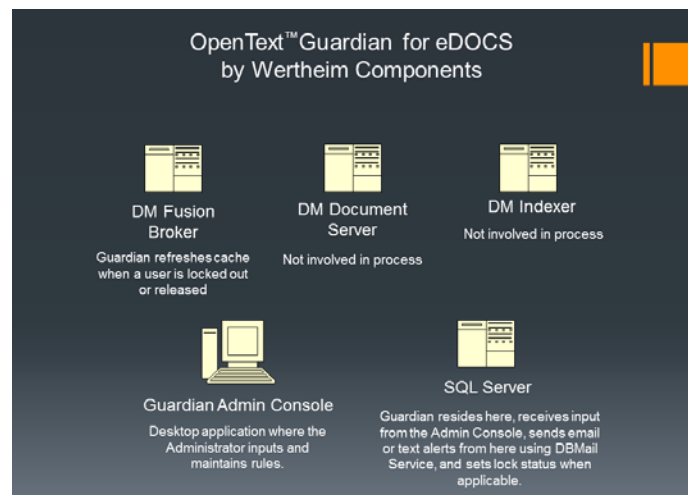 OpenText™Guardian for eDOCS
by Wertheim Components
DM Fusion
Broker
Guardian refreshes cache
when a user is locked out
or released
DM Document
Server
Not involved in process
DM Indexer
Not involved in process
Guardian Admin Console
Desktop application where the
Administrator inputs and
maintains rules.
SQL Server
Guardian resides here, receives input
from the Admin Console, sends email
or text alerts from here using DBMail
Service, and sets lock status when
applicable.